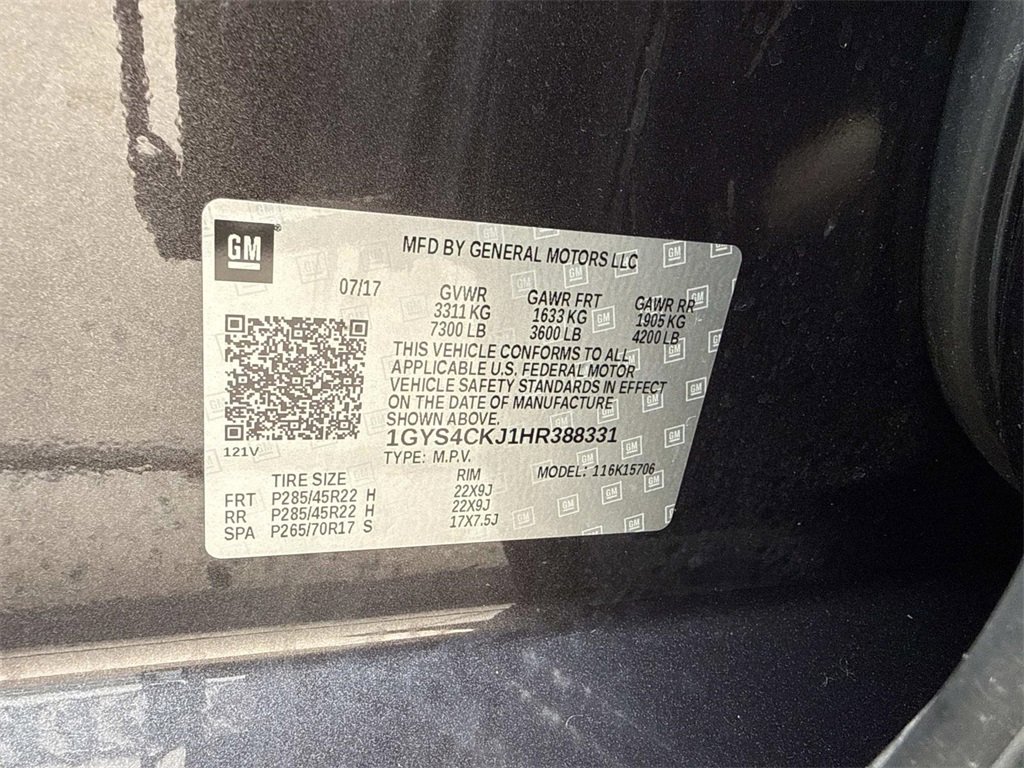 GM
MFD BY GENERAL MOTORS LLC
07/17
GVWR GAWR FRT GAWR RR
3311 KG 1633 KG 1905 KG
7300 LB 3600 LB 4200 LB
THIS VEHICLE CONFORMS TO ALL
APPLICABLE U.S. FEDERAL MOTOR
VEHICLE SAFETY STANDARDS IN EFFECT
ON THE DATE OF MANUFACTURE
SHOWN ABOVE.
1GYS4CKJ1HR388331
121V
TYPE: M.P.V. MODEL: 116K15706
TIRE SIZE RIM
FRT P285/45R22 H 22X9J
RR P285/45R22 H 22X9J
SPA P265/70R17 S 17X7.5J